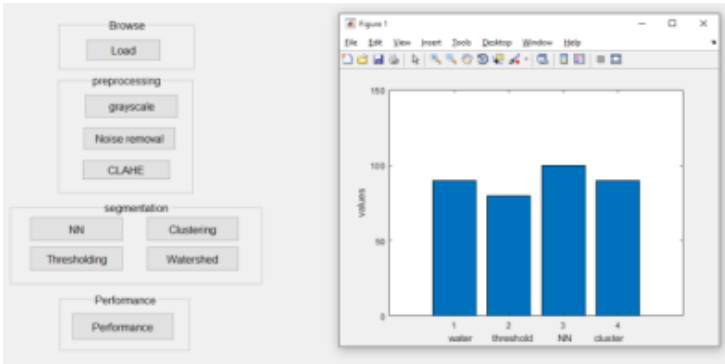 Browse
Load
preprocessing
grayscale
Noise removal
CLAHE
segmentation
NN Clustering
Thresholding Watershed
Performance
Performance
Figure 1
File Edit View Insert Tools Desktop Window Help
150
100
50
0
values
1 2 3 4
water threshold NN cluster